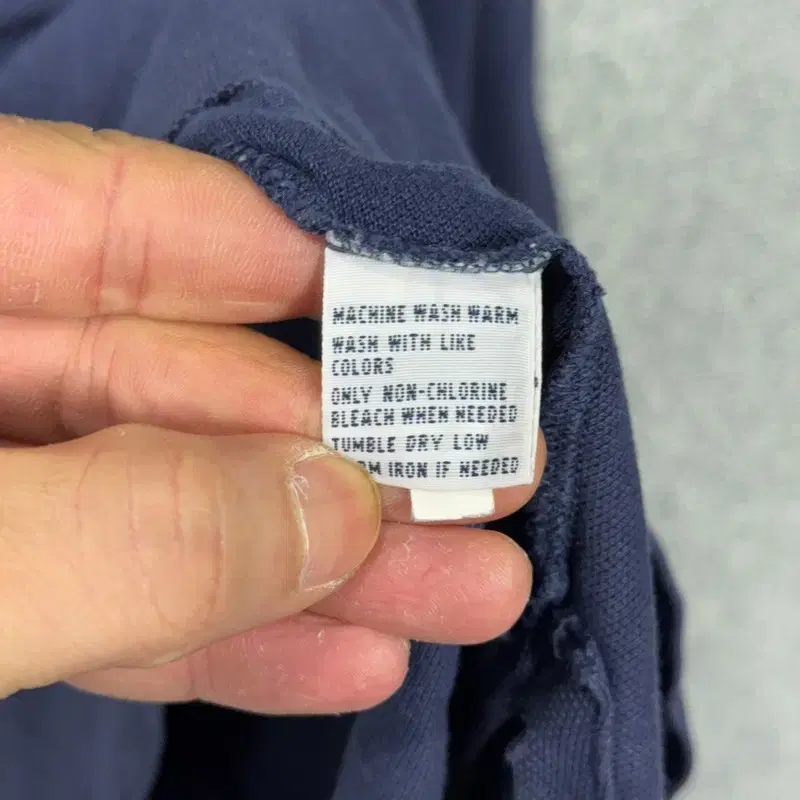 MACHINE WASH WARM
WASH WITH LIKE
COLORS
ONLY NON-CHLORINE
BLEACH WHEN NEEDED
TUMBLE DRY LOW
IRON IF NEEDED